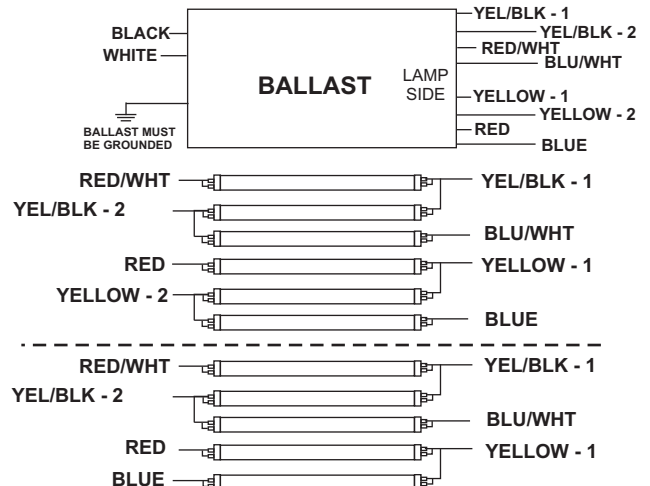 YEL/BLK - 1
BLACK
YEL/BLK - 2
WHITE
RED/WHT
BLU/WHT
BALLAST
LAMP
SIDE
YELLOW - 1
YELLOW - 2
BALLAST MUST
BE GROUNDED
RED
BLUE
RED/WHT
YEL/BLK - 1
YEL/BLK - 2
BLU/WHT
RED
YELLOW - 1
YELLOW - 2
BLUE
RED/WHT
YEL/BLK - 1
YEL/BLK - 2
BLU/WHT
RED
YELLOW - 1
BLUE